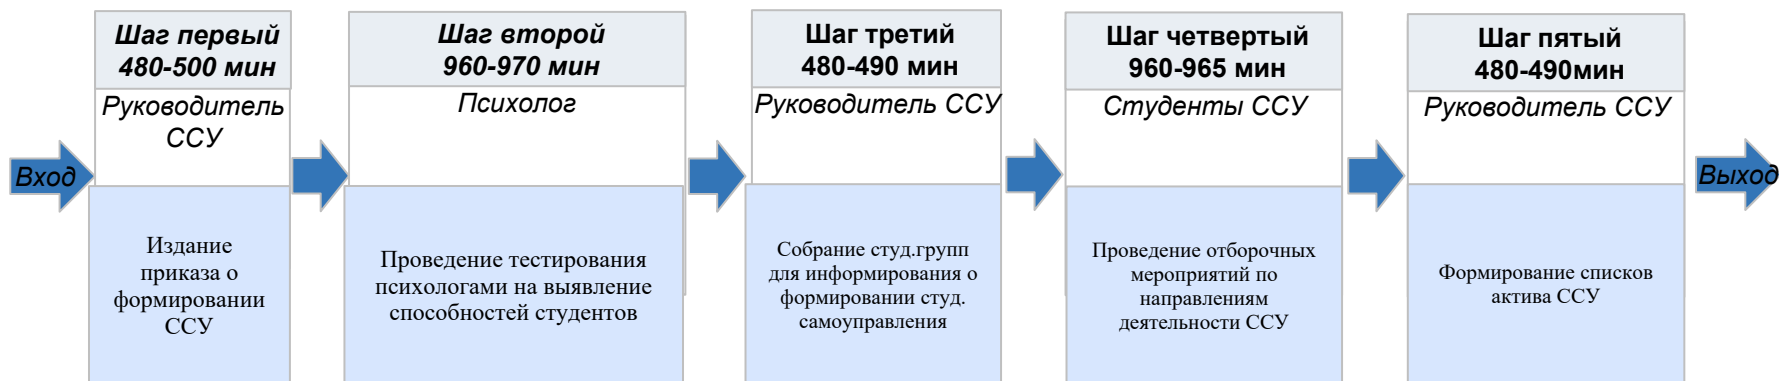 Вход
Шаг первый
480-500 мин
Руководитель
ССУ
Издание
приказа о
формировании
ССУ
Шаг второй
960-970 мин
Психолог
Проведение тестирования
психологами на выявление
способностей студентов
Шаг третий
480-490 мин
Руководитель ССУ
Собрание студ.групп
для информирования о
формировании студ.
самоуправления
Шаг четвертый
960-965 мин
Студенты ССУ
Проведение отборочных
мероприятий по
направлениям
деятельности ССУ
Шаг пятый
480-490мин
Руководитель ССУ
Формирование списков
актива ССУ
Выход